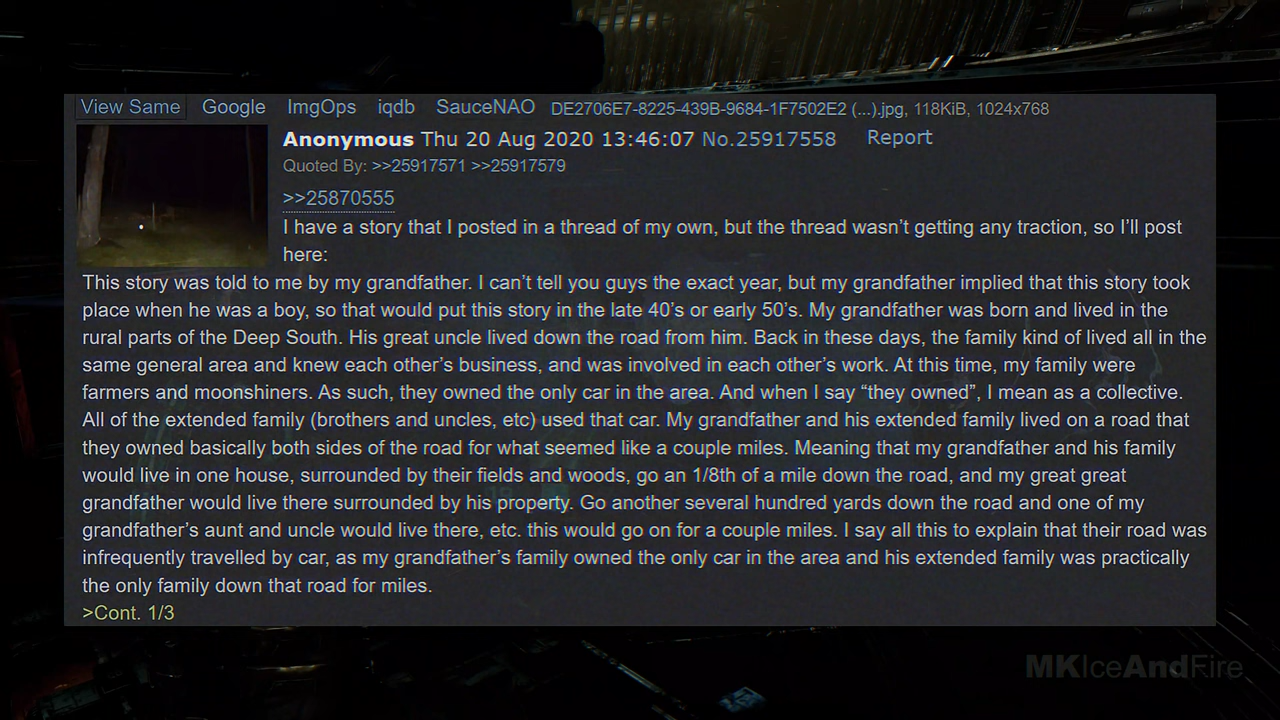 View Same Google ImgOps iqdb SauceNAO DE2706E7-8225-439B-9684-1F7502E2 (...).jpg, 118KiB, 1024x768
Anonymous Thu 20 Aug 2020 13:46:07 No.25917558 Report
Quoted By: >>25917571 >>25917579
>>25870555
I have a story that I posted in a thread of my own, but the thread wasn’t getting any traction, so I’ll post
here:
This story was told to me by my grandfather. I can’t tell you guys the exact year, but my grandfather implied that this story took
place when he was a boy, so that would put this story in the late 40’s or early 50’s. My grandfather was born and lived in the
rural parts of the Deep South. His great uncle lived down the road from him. Back in these days, the family kind of lived all in the
same general area and knew each other’s business, and was involved in each other’s work. At this time, my family were
farmers and moonshiners. As such, they owned the only car in the area. And when I say “they owned”, I mean as a collective.
All of the extended family (brothers and uncles, etc) used that car. My grandfather and his extended family lived on a road that
they owned basically both sides of the road for what seemed like a couple miles. Meaning that my grandfather and his family
would live in one house, surrounded by their fields and woods, go an 1/8th of a mile down the road, and my great great
grandfather would live there surrounded by his property. Go another several hundred yards down the road and one of my
grandfather’s aunt and uncle would live there, etc. this would go on for a couple miles. I say all this to explain that their road was
infrequently travelled by car, as my grandfather’s family owned the only car in the area and his extended family was practically
the only family down that road for miles.
>Cont. 1/3
MKIceAndFire